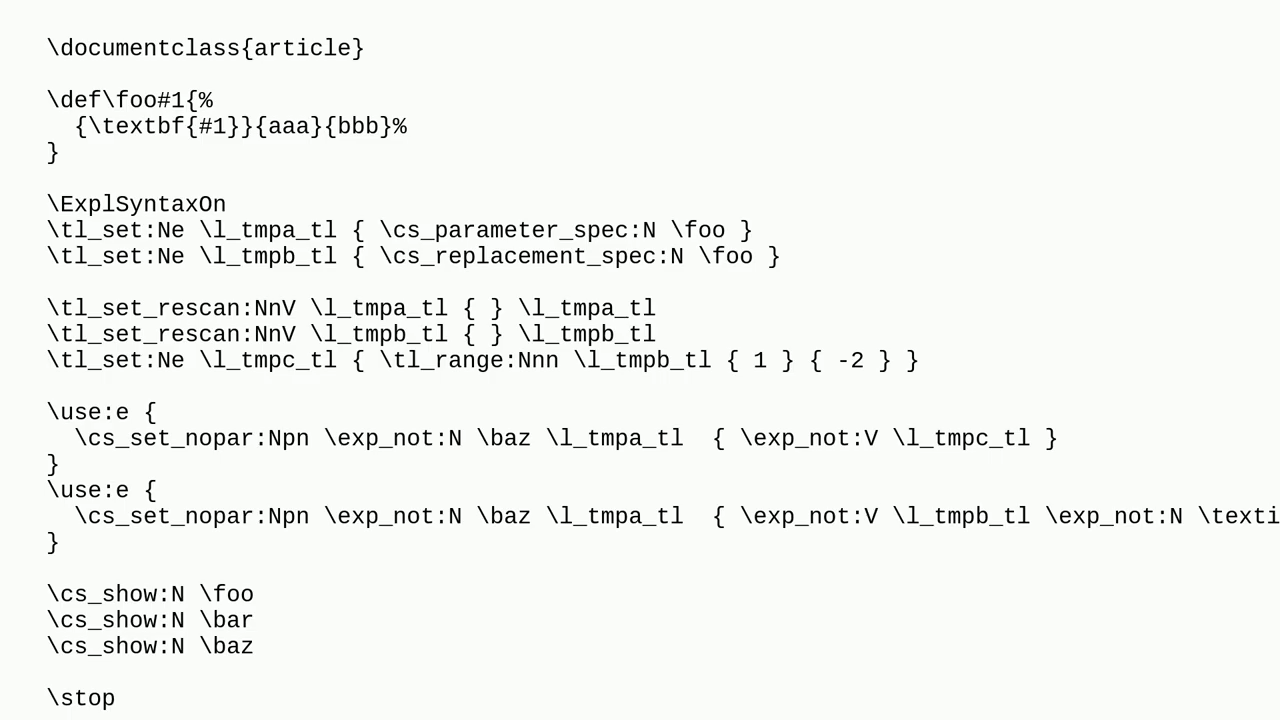 \documentclass{article}

\def\foo#1{%
  {\textbf{#1}}{aaa}{bbb}%
}

\ExplSyntaxOn
\tl_set:Ne \l_tmpa_tl { \cs_parameter_spec:N \foo }
\tl_set:Ne \l_tmpb_tl { \cs_replacement_spec:N \foo }

\tl_set_rescan:NnV \l_tmpa_tl { } \l_tmpa_tl
\tl_set_rescan:NnV \l_tmpb_tl { } \l_tmpb_tl
\tl_set:Ne \l_tmpc_tl { \tl_range:Nnn \l_tmpb_tl { 1 } { -2 } }

\use:e {
  \cs_set_nopar:Npn \exp_not:N \baz \l_tmpa_tl  { \exp_not:V \l_tmpc_tl }
}
\use:e {
  \cs_set_nopar:Npn \exp_not:N \baz \l_tmpa_tl  { \exp_not:V \l_tmpb_tl \exp_not:N \texti
}

\cs_show:N \foo
\cs_show:N \bar
\cs_show:N \baz

\stop